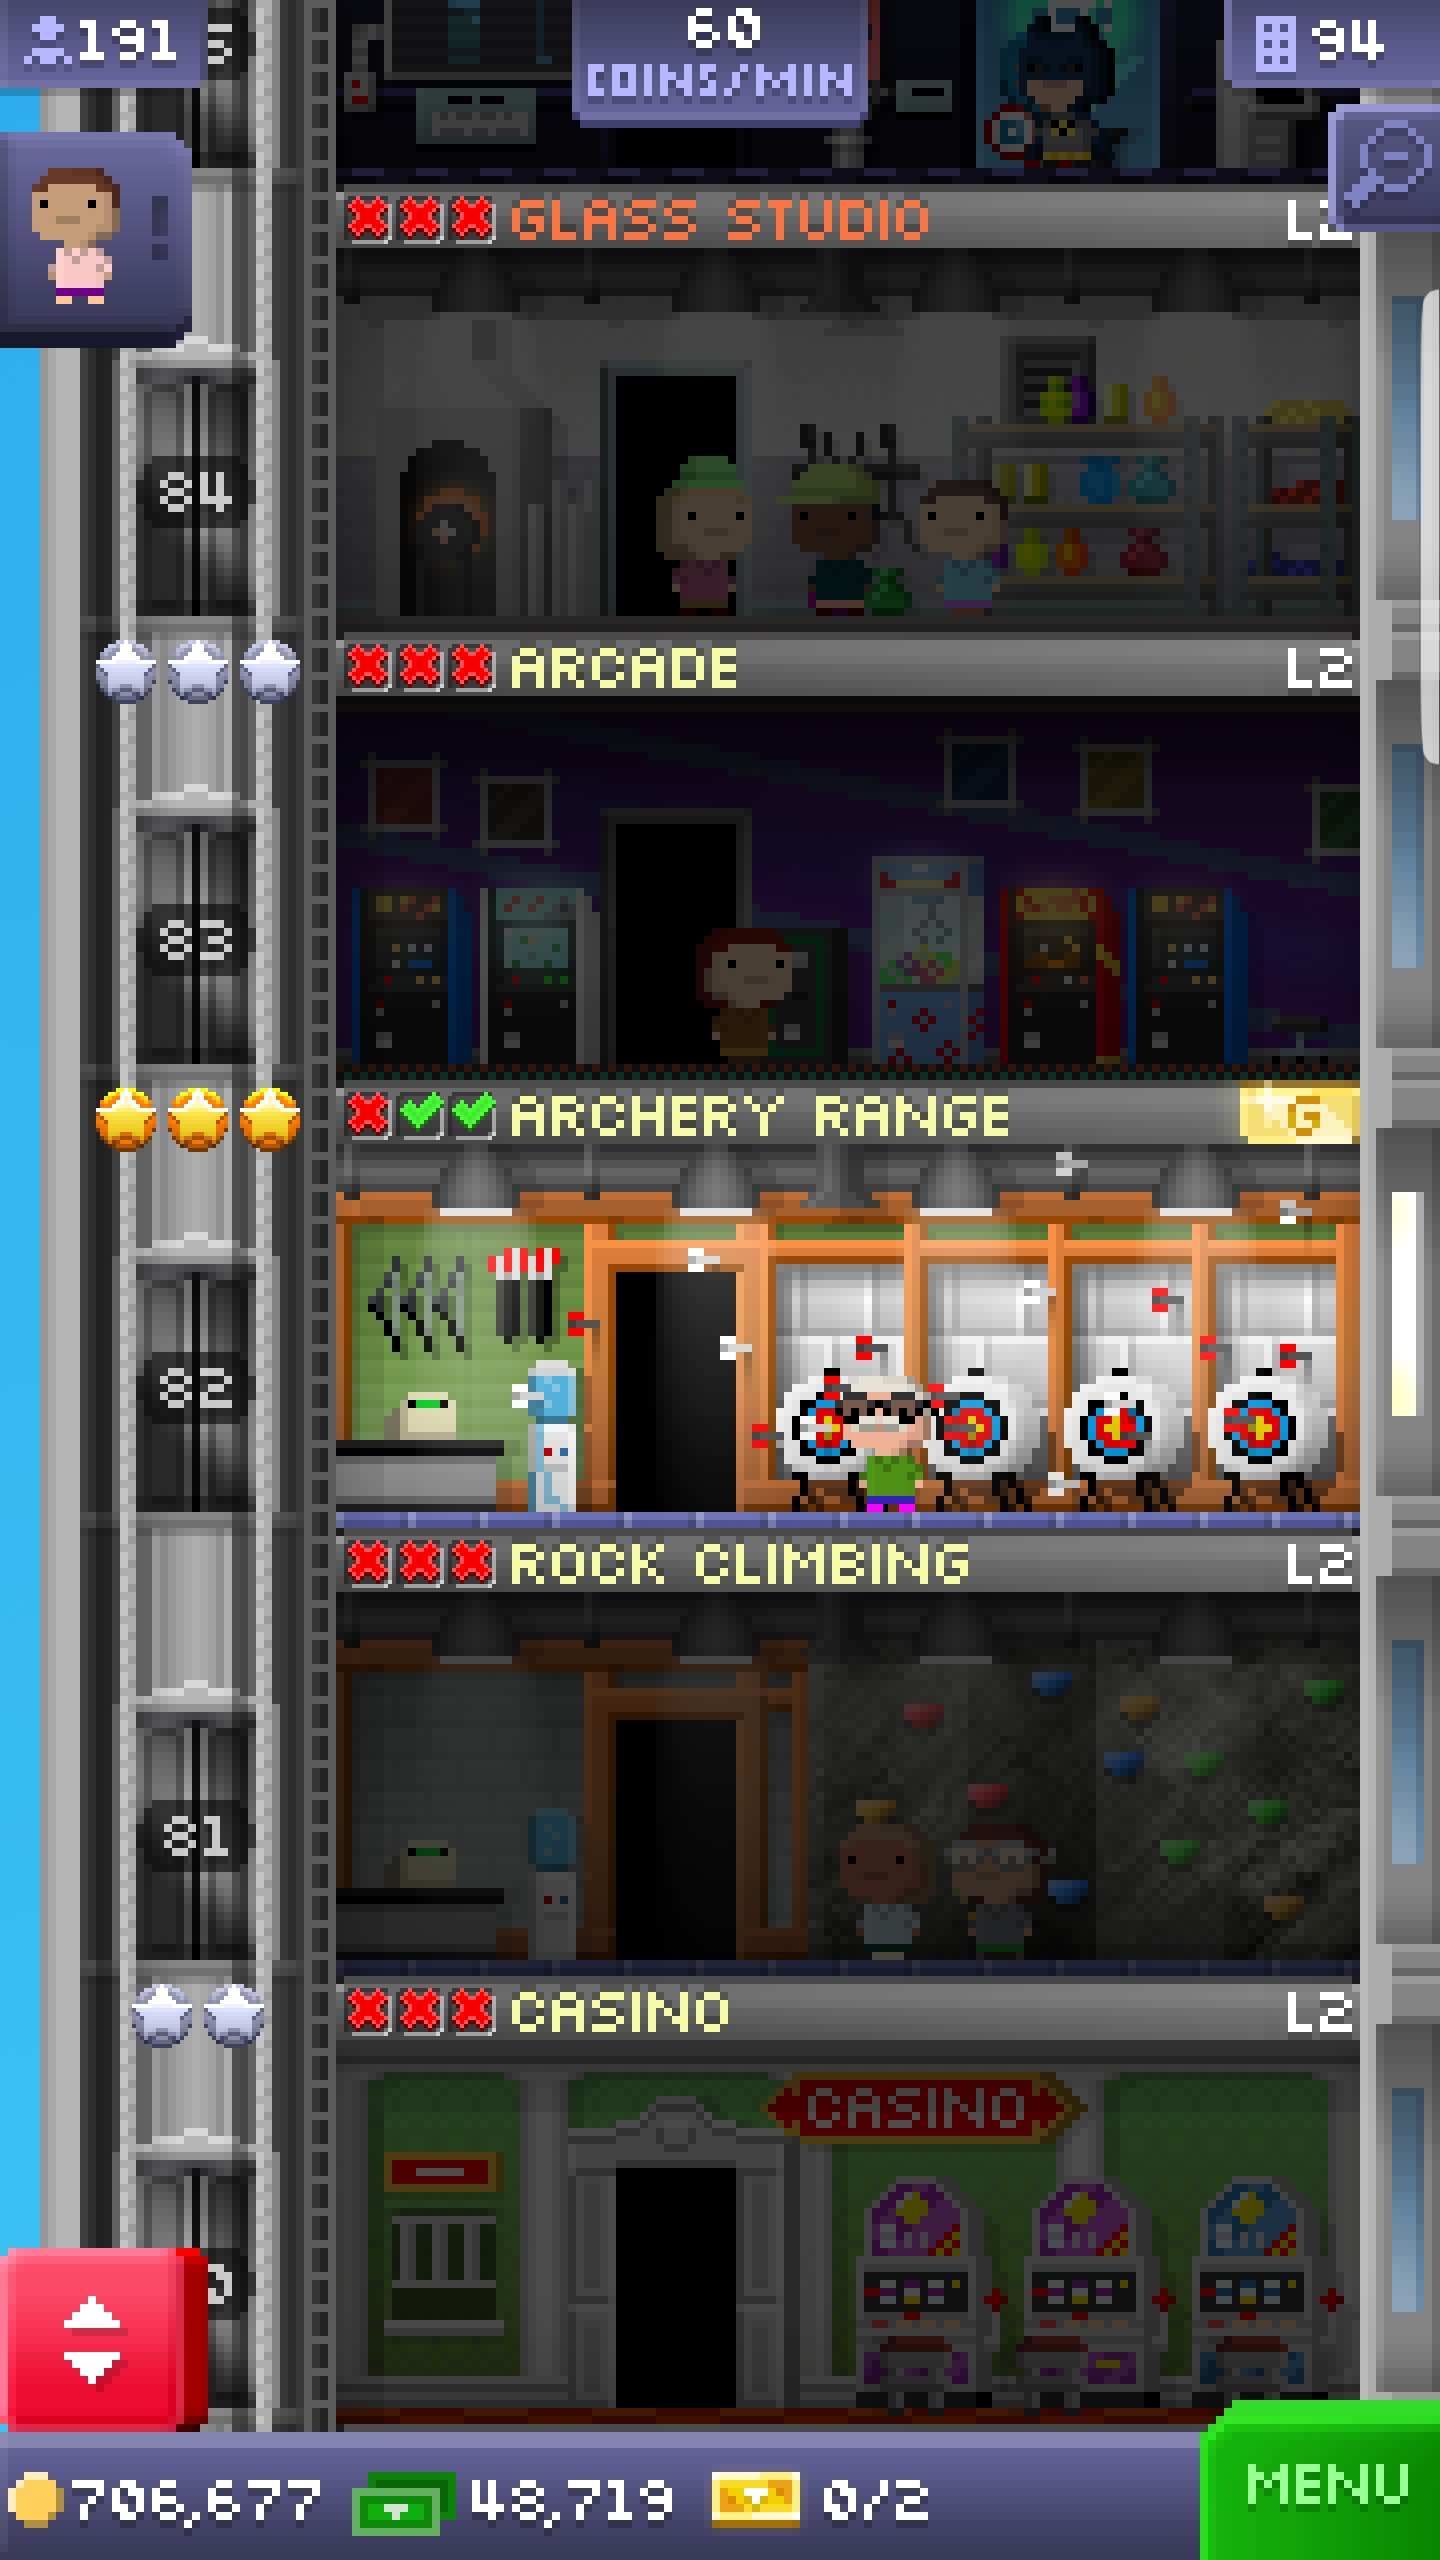 191
60
COINS/MIN
94
GLASS STUDIO
84
ARCADE L2
83
ARCHERY RANGE G
82
ROCK CLIMBING L2
81
CASINO L2
CASINO
706,677 48,719 0/2
MENU